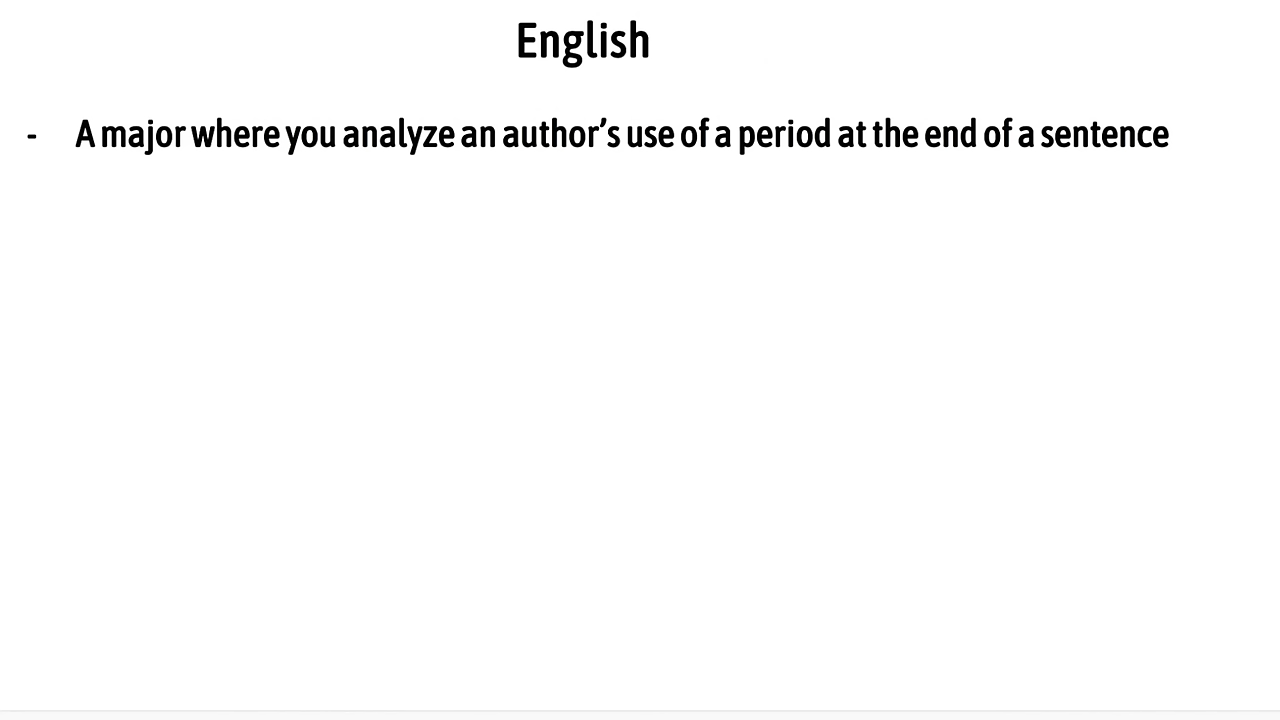 English
- A major where you analyze an author’s use of a period at the end of a sentence